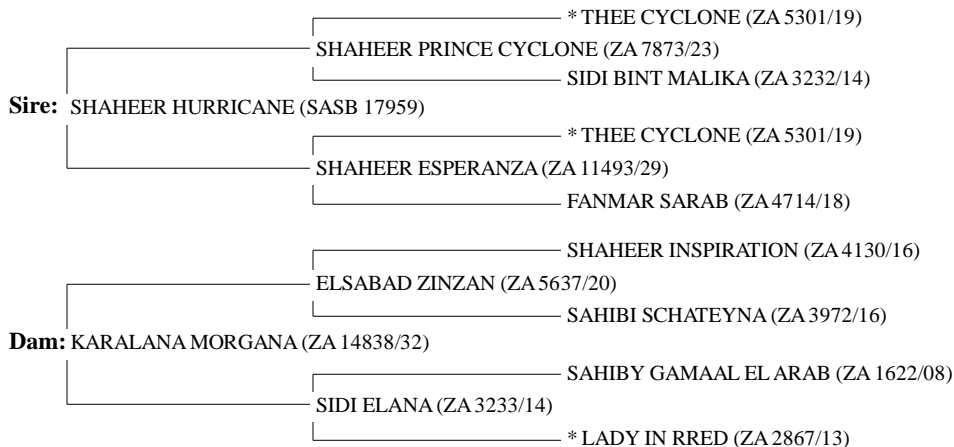 * THEE CYCLONE (ZA 5301/19)
SHAHEER PRINCE CYCLONE (ZA 7873/23)
SIDI BINT MALIKA (ZA 3232/14)
Sire: SHAHEER HURRICANE (SASB 17959)
* THEE CYCLONE (ZA 5301/19)
SHAHEER ESPERANZA (ZA 11493/29)
FANMAR SARAB (ZA 4714/18)
SHAHEER INSPIRATION (ZA 4130/16)
ELSABAD ZINZAN (ZA 5637/20)
SAHIBI SCHATEYNA (ZA 3972/16)
Dam: KARALANA MORGANA (ZA 14838/32)
SAHIBY GAMAAL EL ARAB (ZA 1622/08)
SIDI ELANA (ZA 3233/14)
* LADY IN RRED (ZA 2867/13)